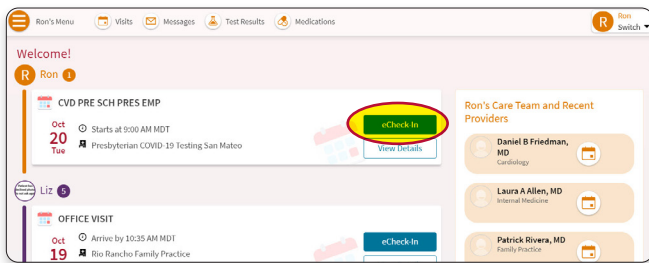 Ron's Menu
Visits
Messages
Test Results
Medications
R
Ron
Switch
Welcome!
R Ron 1
CVD PRE SCH PRES EMP
Oct
20
Tue
Starts at 9:00 AM MDT
Presbyterian COVID-19 Testing San Mateo
eCheck-In
View Details
Liz 5
OFFICE VISIT
Oct
19
Arrive by 10:35 AM MDT
Rio Rancho Family Practice
eCheck-In
Ron's Care Team and Recent
Providers
Daniel B Friedman,
MD
Cardiology
Laura A Allen, MD
Internal Medicine
Patrick Rivera, MD
Family Practice